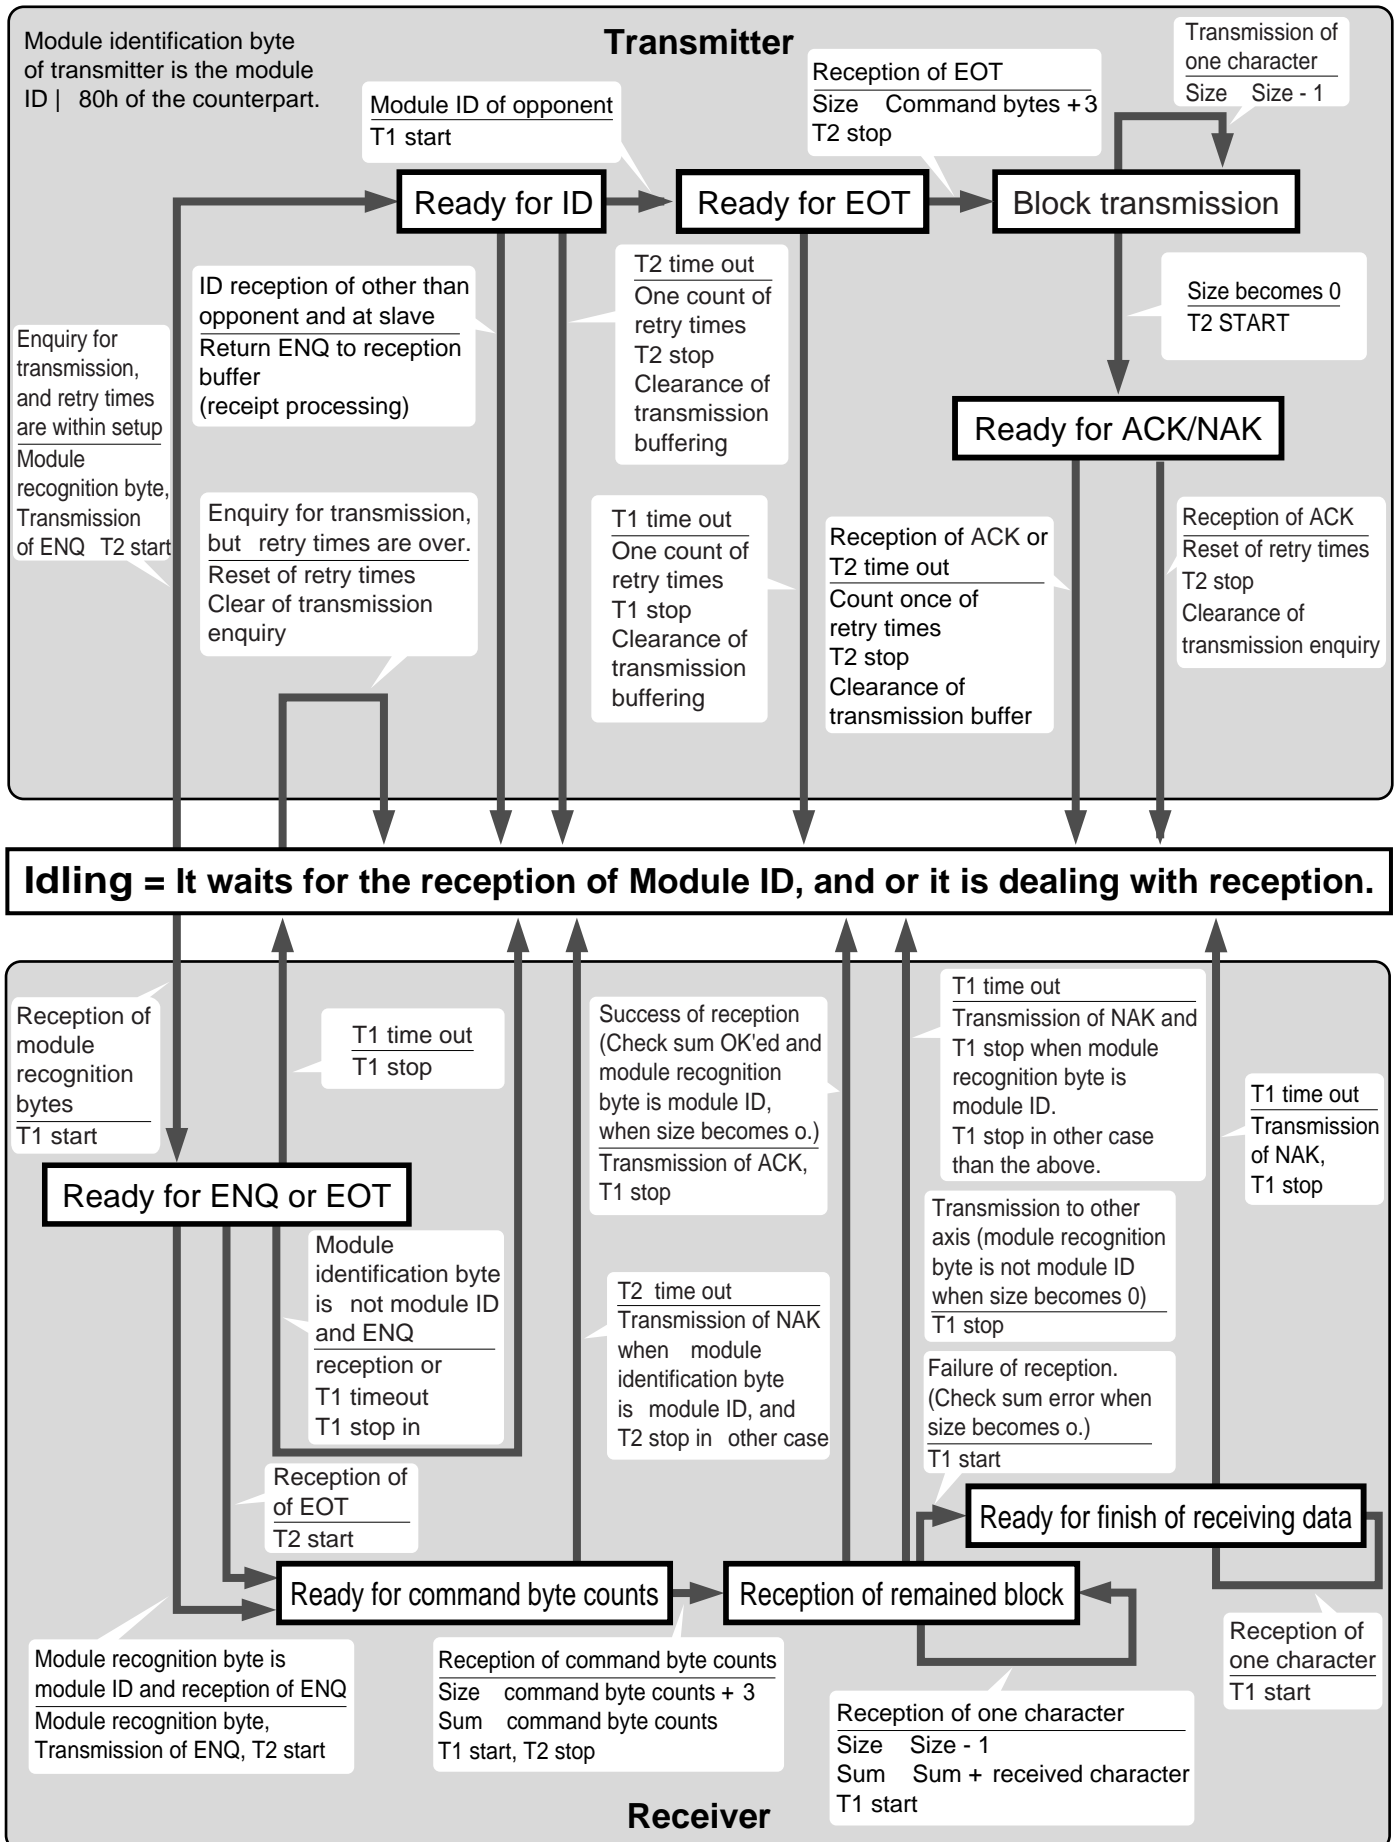 Transmitter
Module identification byte
of transmitter is the module
ID | 80h of the counterpart.
Module ID of opponent
T1 start
Reception of EOT
Size Command bytes + 3
T2 stop
Transmission of
one character
Size Size - 1
Ready for ID
Ready for EOT
Block transmission
Enquiry for
transmission,
and retry times
are within setup
Module
recognition byte,
Transmission
of ENQ T2 start
ID reception of other than
opponent and at slave
Return ENQ to reception
buffer
(receipt processing)
T2 time out
One count of
retry times
T2 stop
Clearance of
transmission
buffering
Size becomes 0
T2 START
Ready for ACK/NAK
Enquiry for transmission,
but retry times are over.
Reset of retry times
Clear of transmission
enquiry
T1 time out
One count of
retry times
T1 stop
Clearance of
transmission
buffering
Reception of ACK or
T2 time out
Count once of
retry times
T2 stop
Clearance of
transmission buffer
Reception of ACK
Reset of retry times
T2 stop
Clearance of
transmission enquiry
Idling = It waits for the reception of Module ID, and or it is dealing with reception.
Reception of
module
recognition
bytes
T1 start
T1 time out
T1 stop
Success of reception
(Check sum OK'ed and
module recognition
byte is module ID,
when size becomes o.)
Transmission of ACK,
T1 stop
T1 time out
Transmission of NAK and
T1 stop when module
recognition byte is
module ID.
T1 stop in other case
than the above.
T1 time out
Transmission
of NAK,
T1 stop
Ready for ENQ or EOT
Module
identification byte
is not module ID
and ENQ
reception or
T1 timeout
T1 stop in
T2 time out
Transmission of NAK
when module
identification byte
is module ID, and
T2 stop in other case
Transmission to other
axis (module recognition
byte is not module ID
when size becomes 0)
T1 stop
Failure of reception.
(Check sum error when
size becomes o.)
T1 start
Reception of
of EOT
T2 start
Ready for finish of receiving data
Ready for command byte counts
Reception of remained block
Module recognition byte is
module ID and reception of ENQ
Module recognition byte,
Transmission of ENQ, T2 start
Reception of command byte counts
Size command byte counts + 3
Sum command byte counts
T1 start, T2 stop
Reception of one character
Size Size - 1
Sum Sum + received character
T1 start
Reception of
one character
T1 start
Receiver